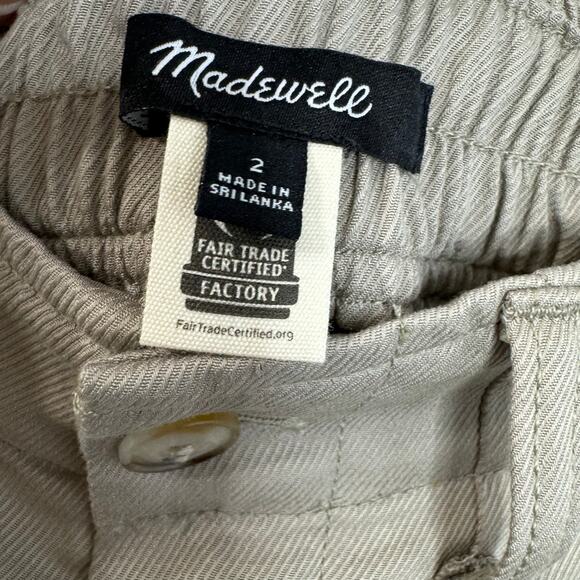 Madewell
2
MADE IN
SRI LANKA
FAIR TRADE
CERTIFIED
FACTORY
FairTradeCertified.org